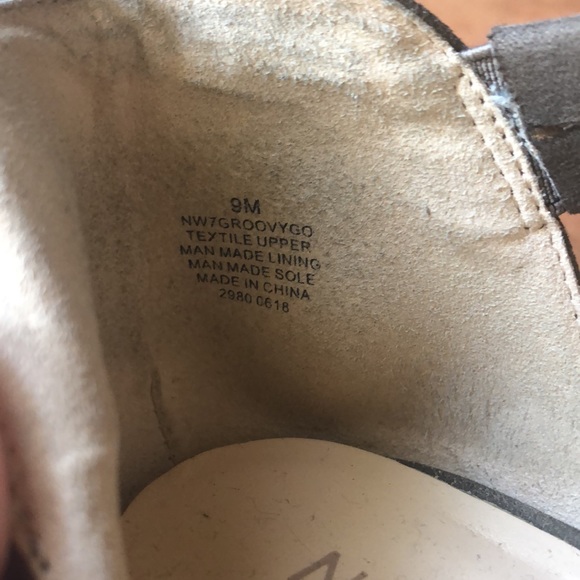 9M
NW7GROOVYGO
TEXTILE UPPER
MAN MADE LINING
MAN MADE SOLE
MADE IN CHINA
2980 0618